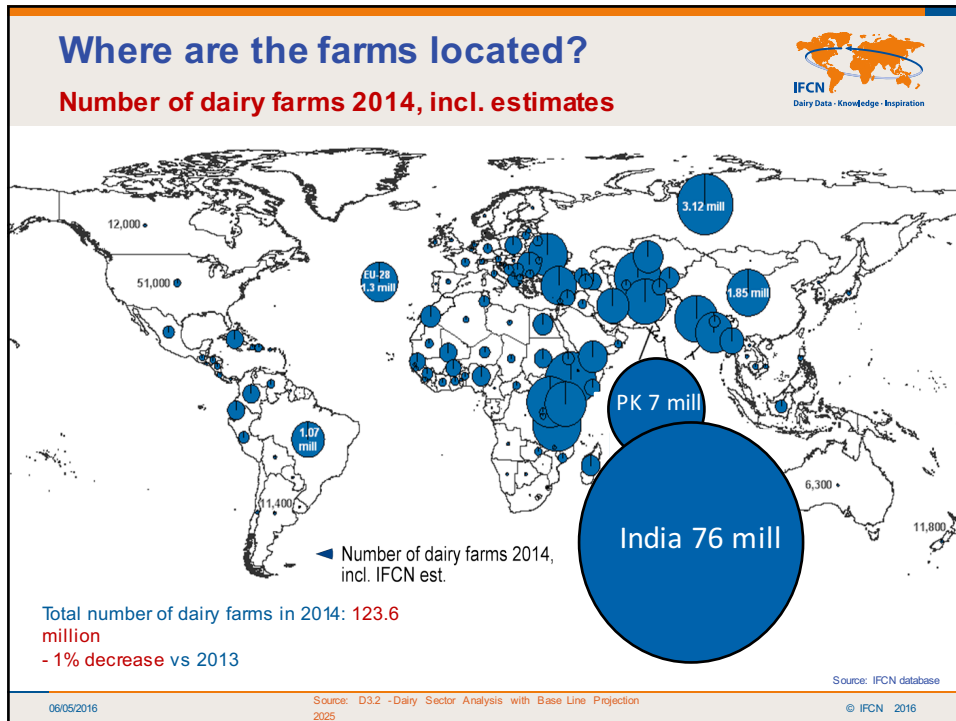 Where are the farms located?
Number of dairy farms 2014, incl. estimates
IFCN
Dairy Data - Knowledge - Inspiration
12,000
51,000
EU-28
1.3 mill
3.12 mill
1.85 mill
1.07
mill
11,400
PK 7 mill
India 76 mill
6,300
11,800
Number of dairy farms 2014,
incl. IFCN est.
Total number of dairy farms in 2014: 123.6
million
- 1% decrease vs 2013
Source: IFCN database
06/05/2016
Source: D3.2 - Dairy Sector Analysis with Base Line Projection
2025
© IFCN 2016